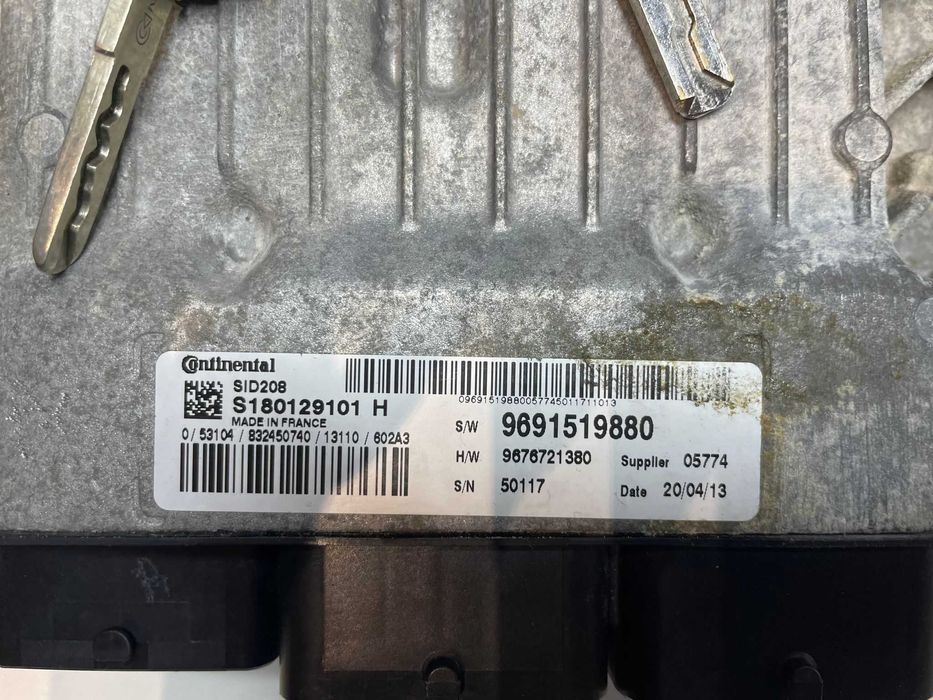 Continental
SID208
S180129101 H
MADE IN FRANCE
0 / 53104 / 832450740 / 13110 / 602A3
09691519880057745011711013
S/W 9691519880
H/W 9676721380 Supplier 05774
S/N 50117 Date 20/04/13